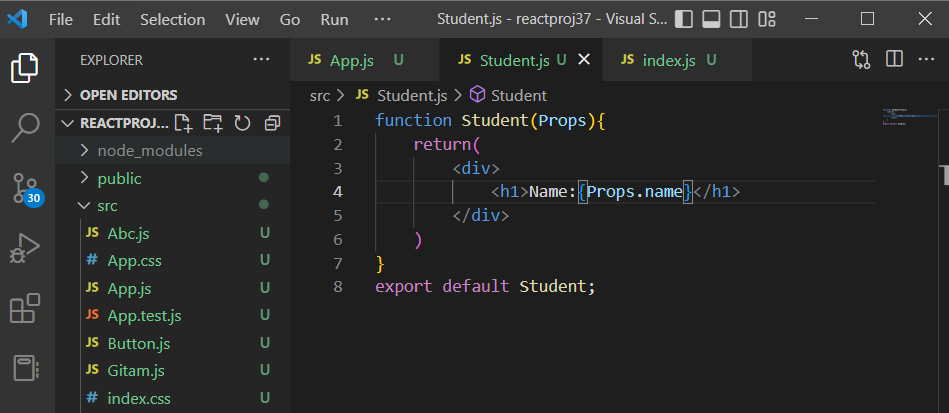 File Edit Selection View Go Run ··· Student.js - reactproj37 - Visual S...
EXPLORER ···
OPEN EDITORS
REACTPROJ...
node_modules
public
src
JS Abc.js U
# App.css U
JS App.js U
JS App.test.js U
JS Button.js U
JS Gitam.js U
# index.css U
30
JS App.js U JS Student.js U JS index.js U ···
src > JS Student.js > Student
1 function Student(Props){
2 return(
3 <div>
4 <h1>Name:{Props.name}</h1>
5 </div>
6 )
7 }
8 export default Student;